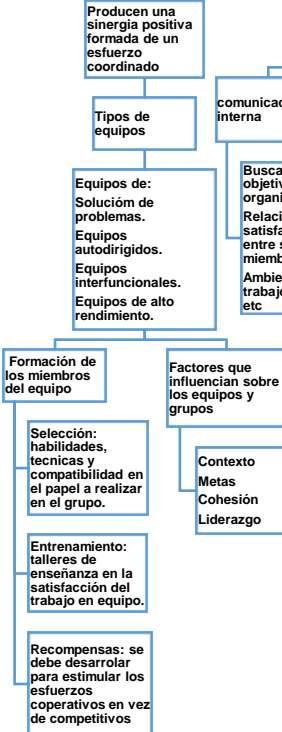 Producen una
sinergia positiva
formada de un
esfuerzo
coordinado
Tipos de
equipos
Equipos de:
Solucióm de
problemas.
Equipos
autodirigidos.
Equipos
interfuncionales.
Equipos de alto
rendimiento.
Formación de
los miembros
del equipo
Selección:
habilidades,
tecnicas y
compatibilidad en
el papel a realizar
en el grupo.
Entrenamiento:
talleres de
enseñanza en la
satisfacción del
trabajo en equipo.
Recompensas: se
debe desarrolar
para estimular los
esfuerzos
coperativos en vez
de competitivos
Factores que
influencian sobre
los equipos y
grupos
Contexto
Metas
Cohesión
Liderazgo
interna
entre
trabajo
etc